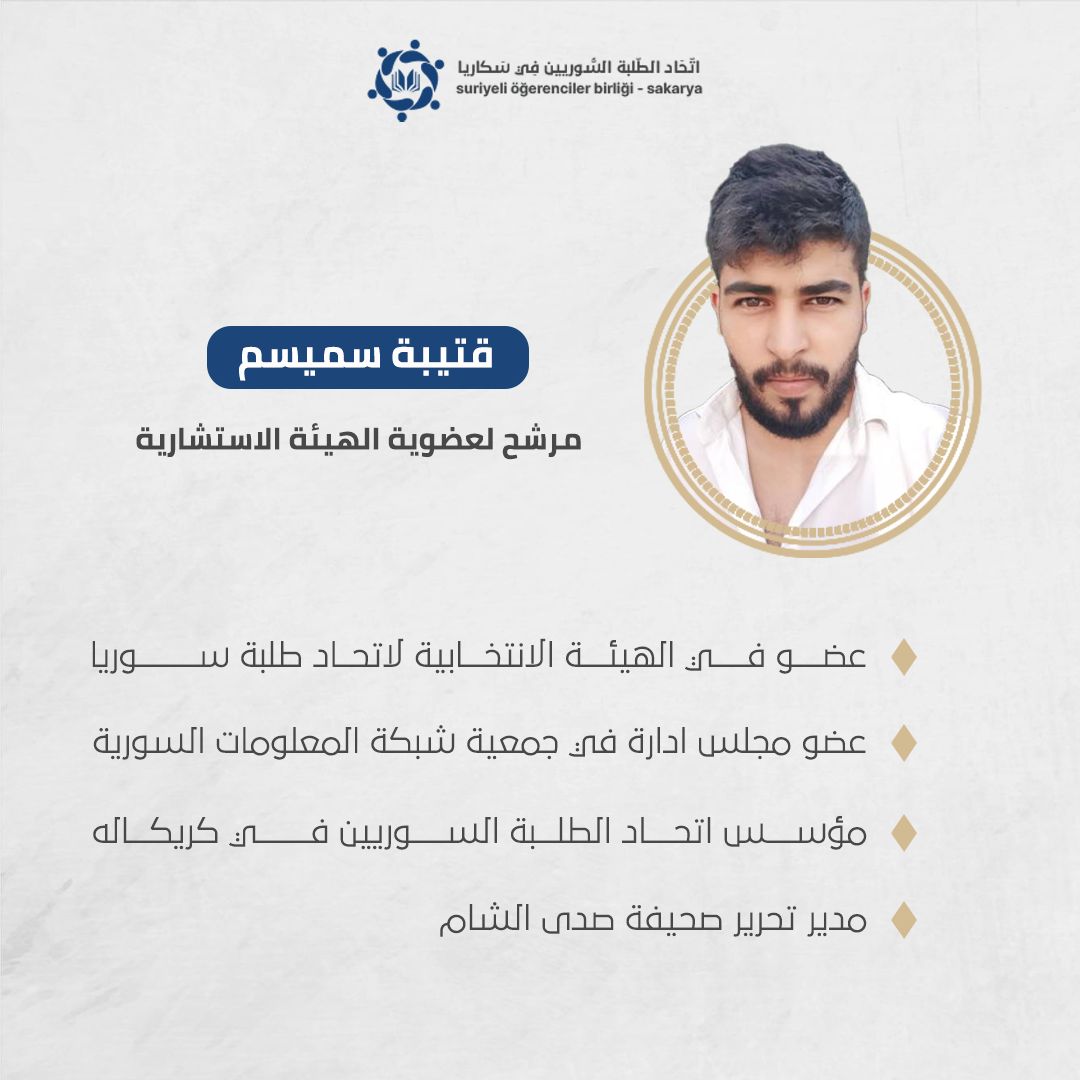 اتّحاد الطّلبة السُّوريين فِي سَكاريا
suriyeli öğerenciler birliği - sakarya
قتيبة سميسم
مرشح لعضوية الهيئة الاستشارية
عضو في الهيئة الانتخابية لاتحاد طلبة سوريا
عضو مجلس ادارة في جمعية شبكة المعلومات السورية
مؤسس اتحاد الطلبة السوريين في كريكاله
مدير تحرير صحيفة صدى الشام